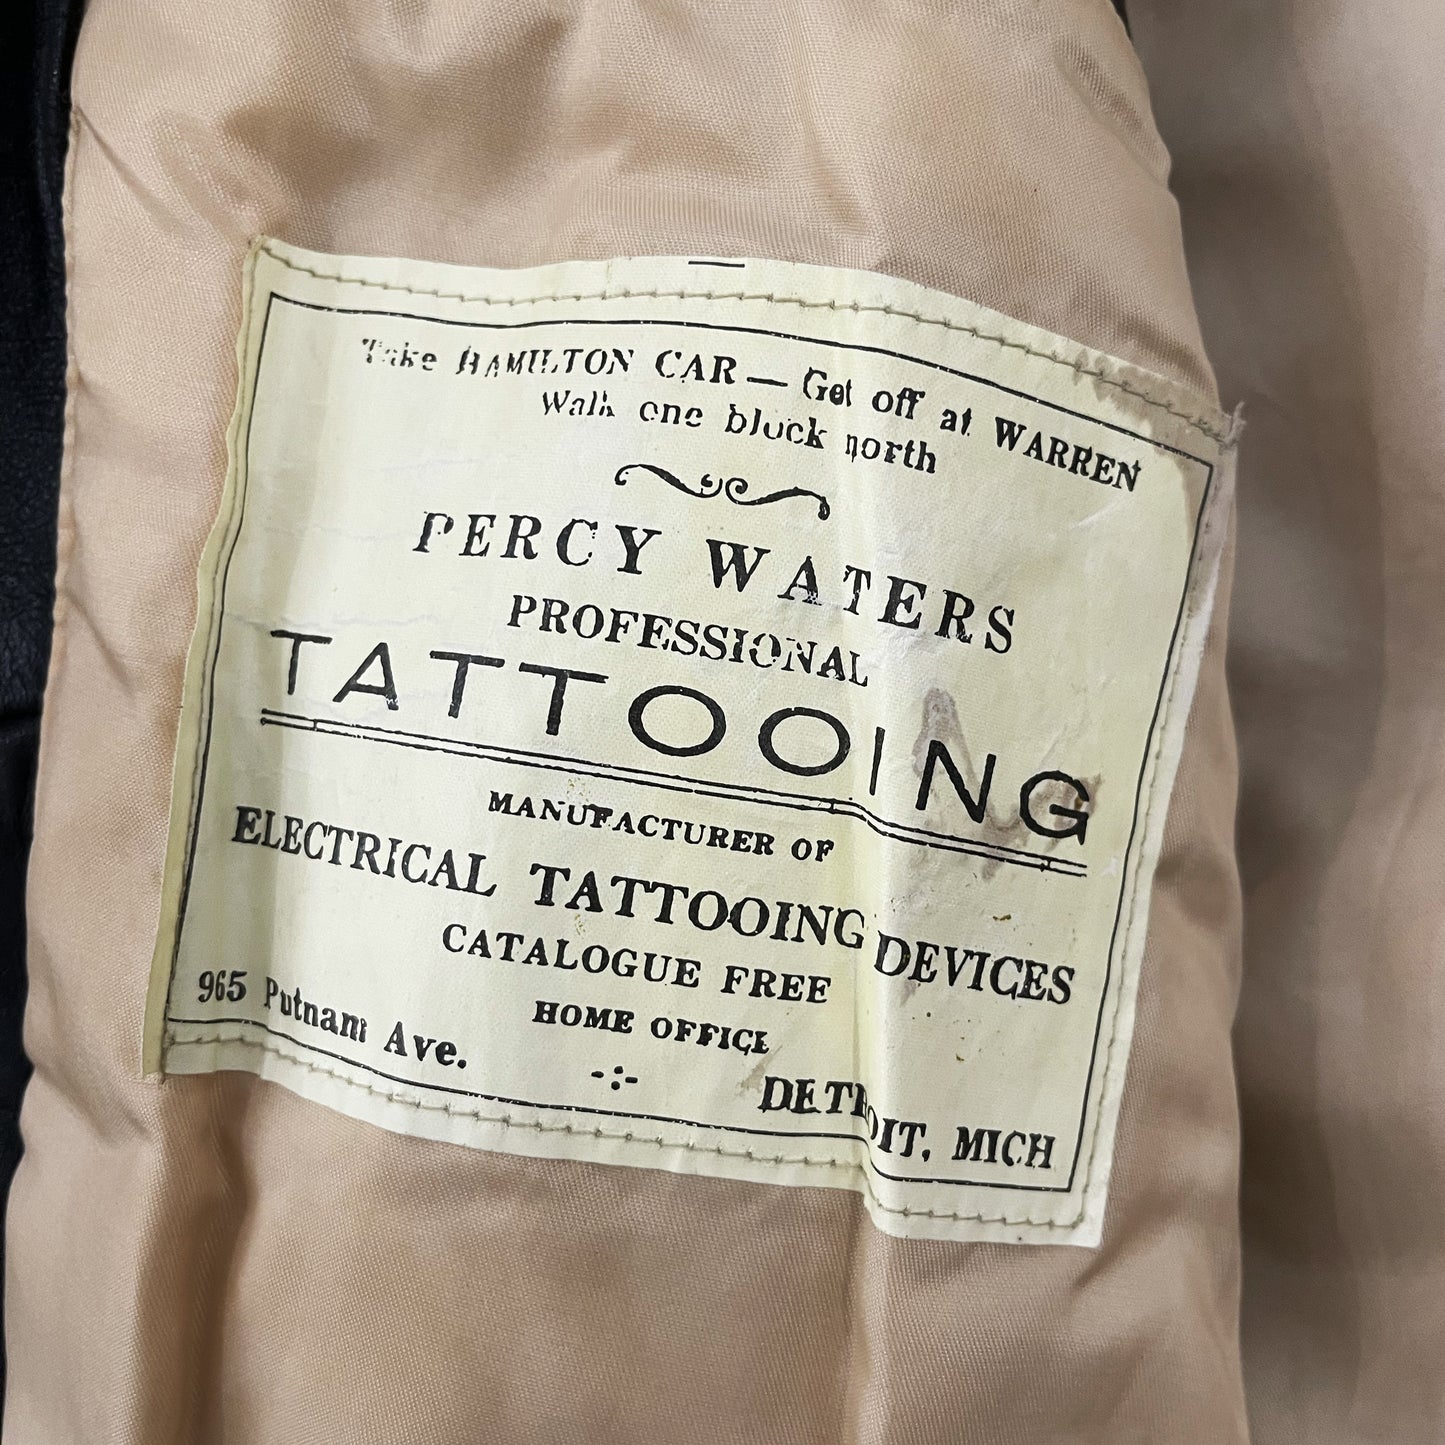 Take HAMILTON CAR — Get off at WARREN
Walk one block north
PERCY WATERS
PROFESSIONAL
TATTOOING
MANUFACTURER OF
ELECTRICAL TATTOOING DEVICES
CATALOGUE FREE
HOME OFFICE
965 Putnam Ave. -:- DETROIT, MICH